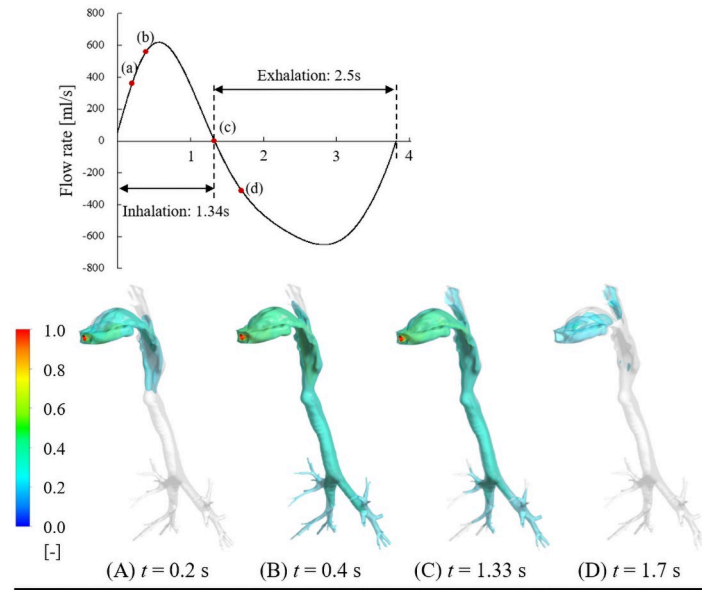 800
600
400
200
0
-200
-400
-600
-800
Flow rate [ml/s]
1
2
3
4
(a)
(b)
(c)
(d)
Exhalation: 2.5s
Inhalation: 1.34s
1.0
0.8
0.6
0.4
0.2
0.0
[-]
(A) t = 0.2 s
(B) t = 0.4 s
(C) t = 1.33 s
(D) t = 1.7 s